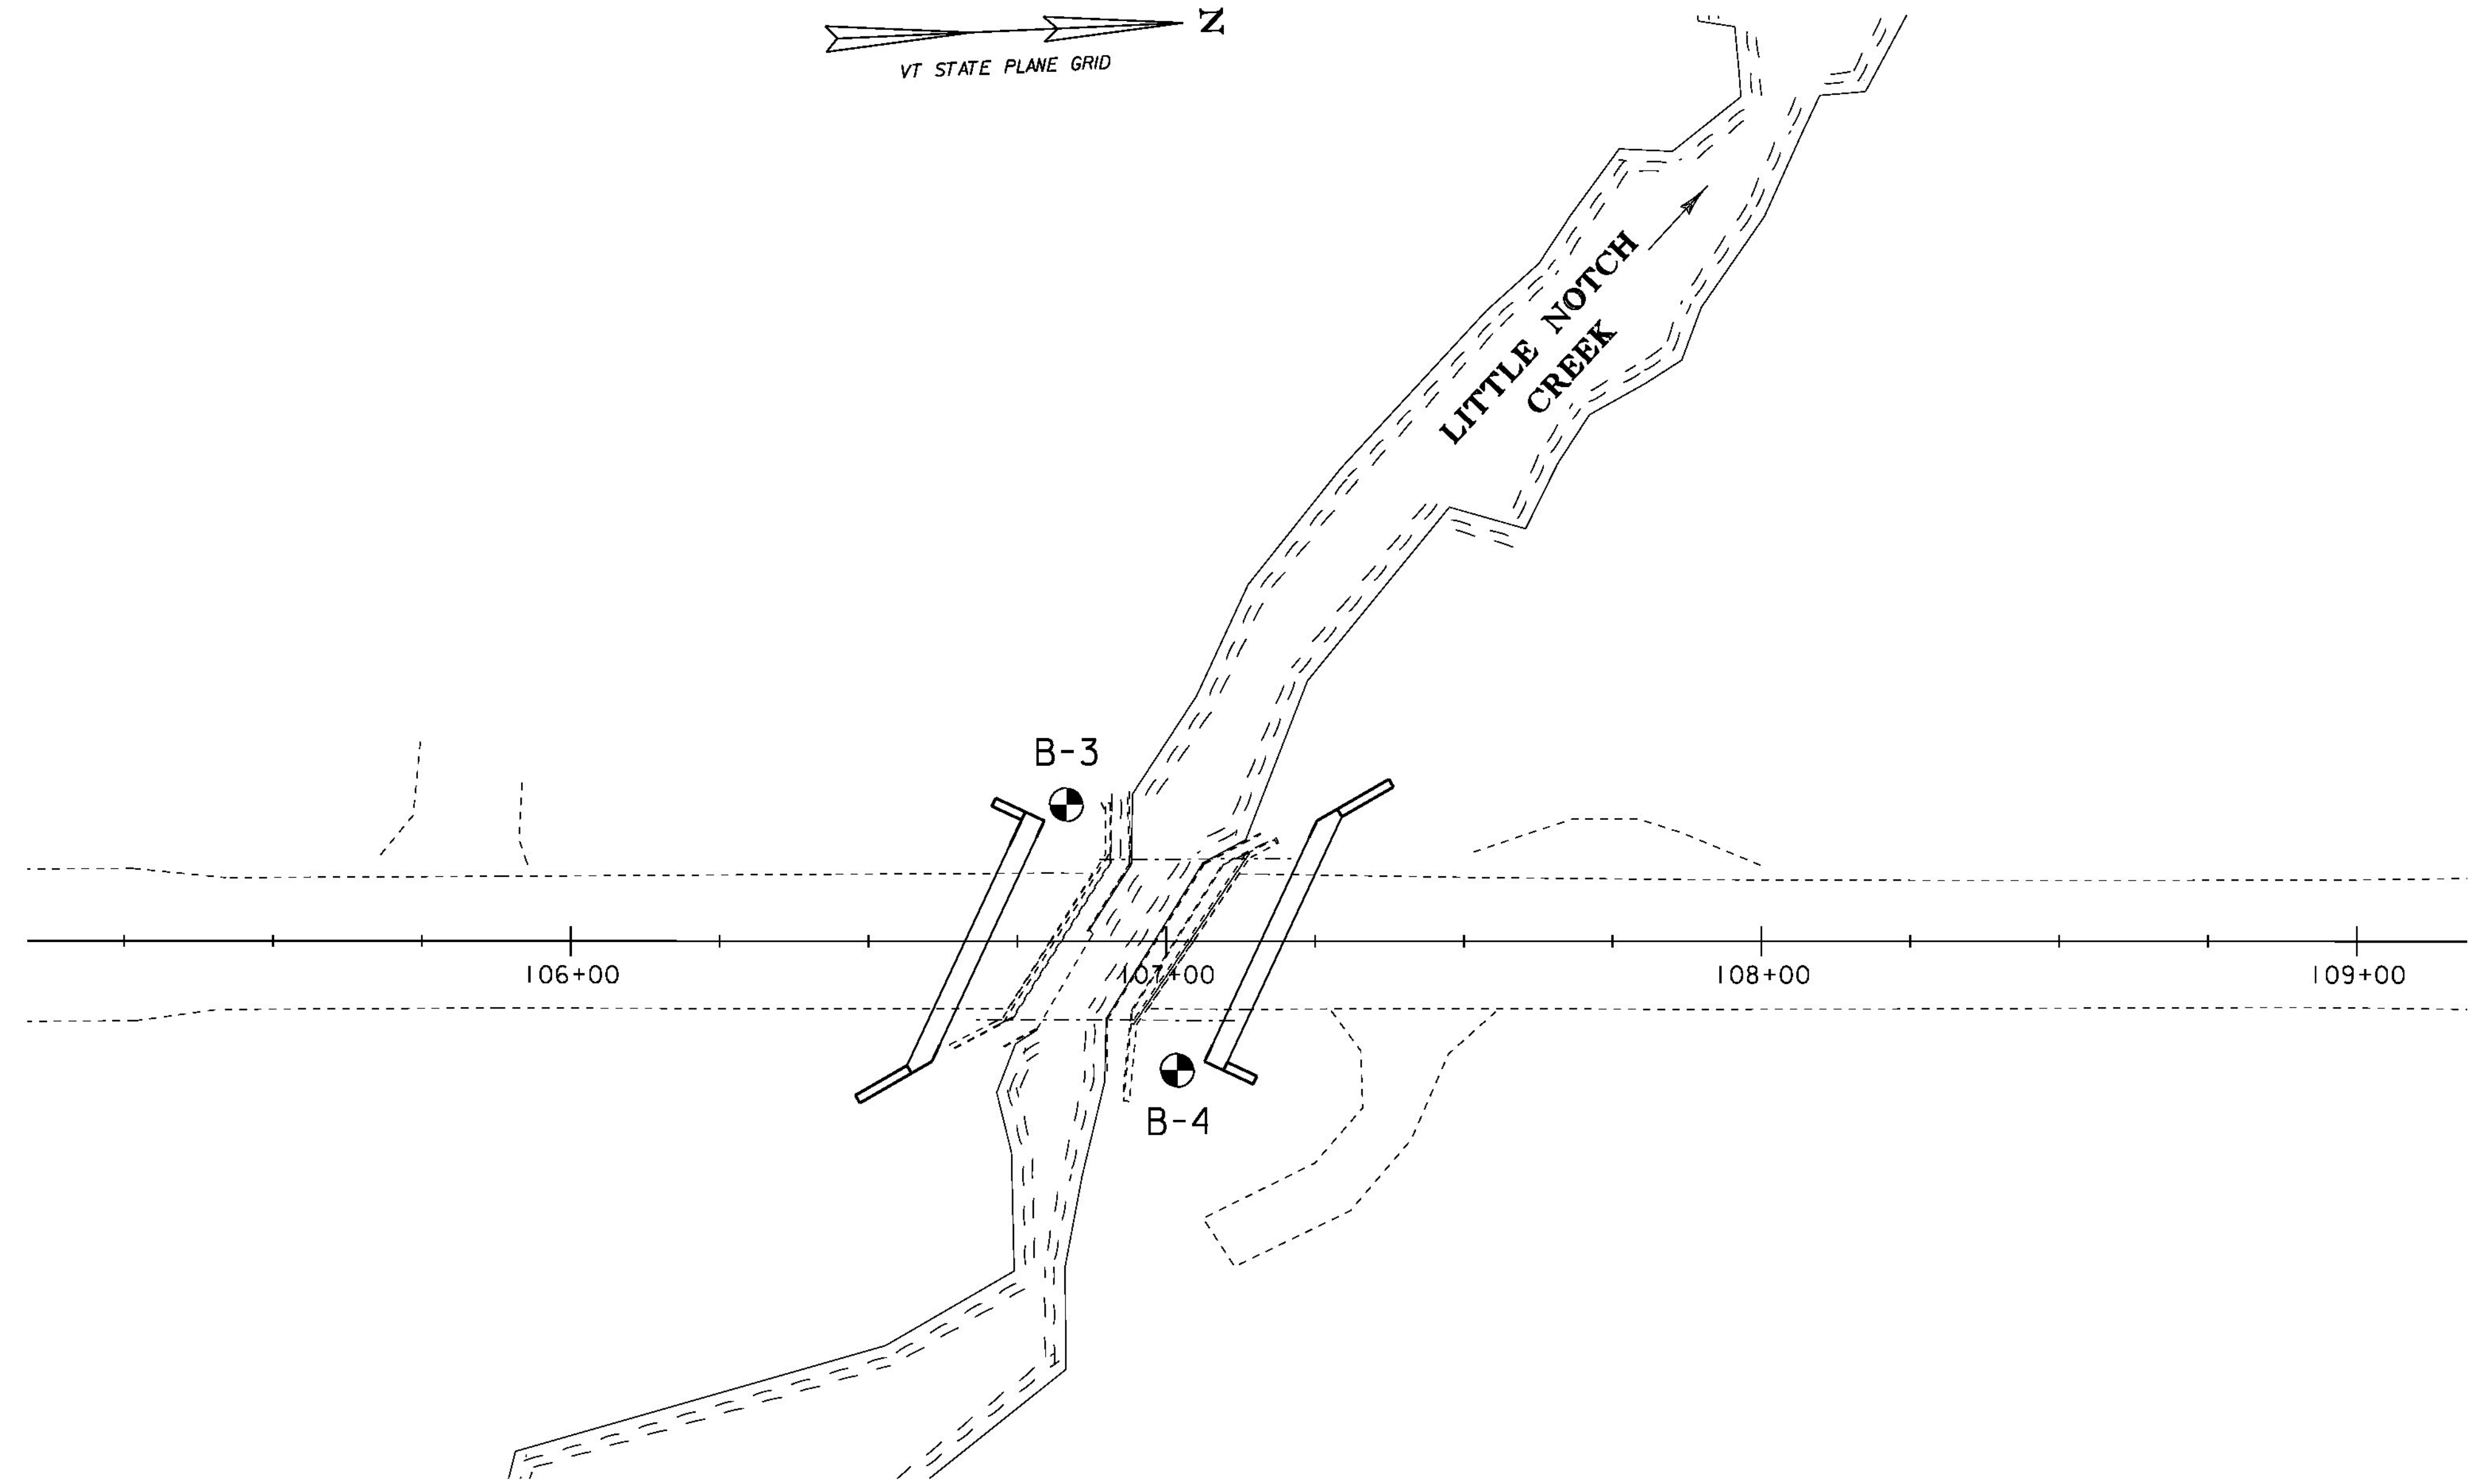 N
VT STATE PLANE GRID
LITTLE NOTCH
CREEK
B-3
106+00
107+00
108+00
109+00
B-4